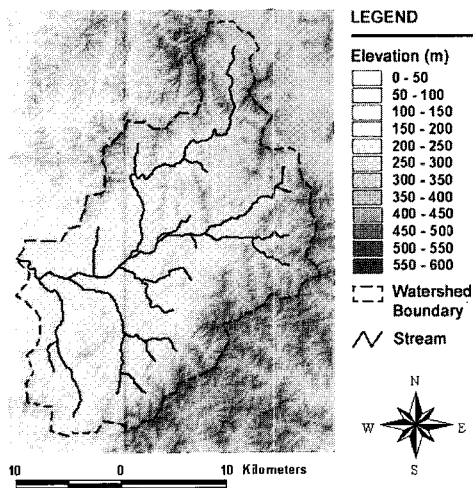 LEGEND
Elevation (m)
0 - 50
50 - 100
100 - 150
150 - 200
200 - 250
250 - 300
300 - 350
350 - 400
400 - 450
450 - 500
500 - 550
550 - 600
Watershed
Boundary
Stream
N
W E
S
10 0 10 Kilometers